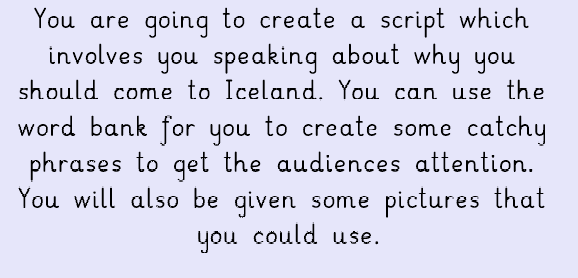 You are going to create a script which
involves you speaking about why you
should come to Iceland. You can use the
word bank for you to create some catchy
phrases to get the audiences attention.
You will also be given some pictures that
you could use.